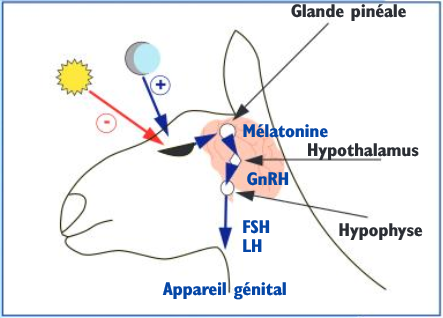 Glande pinéale
+
-
Mélatonine
Hypothalamus
GnRH
Hypophyse
FSH
LH
Appareil génital